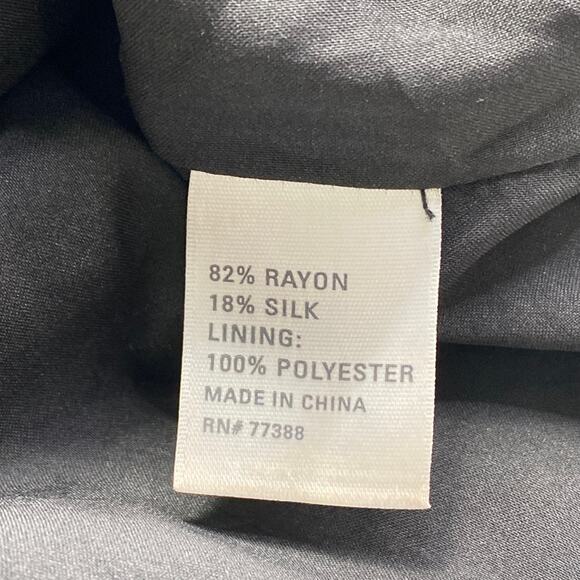 82% RAYON
18% SILK
LINING:
100% POLYESTER
MADE IN CHINA
RN# 77388